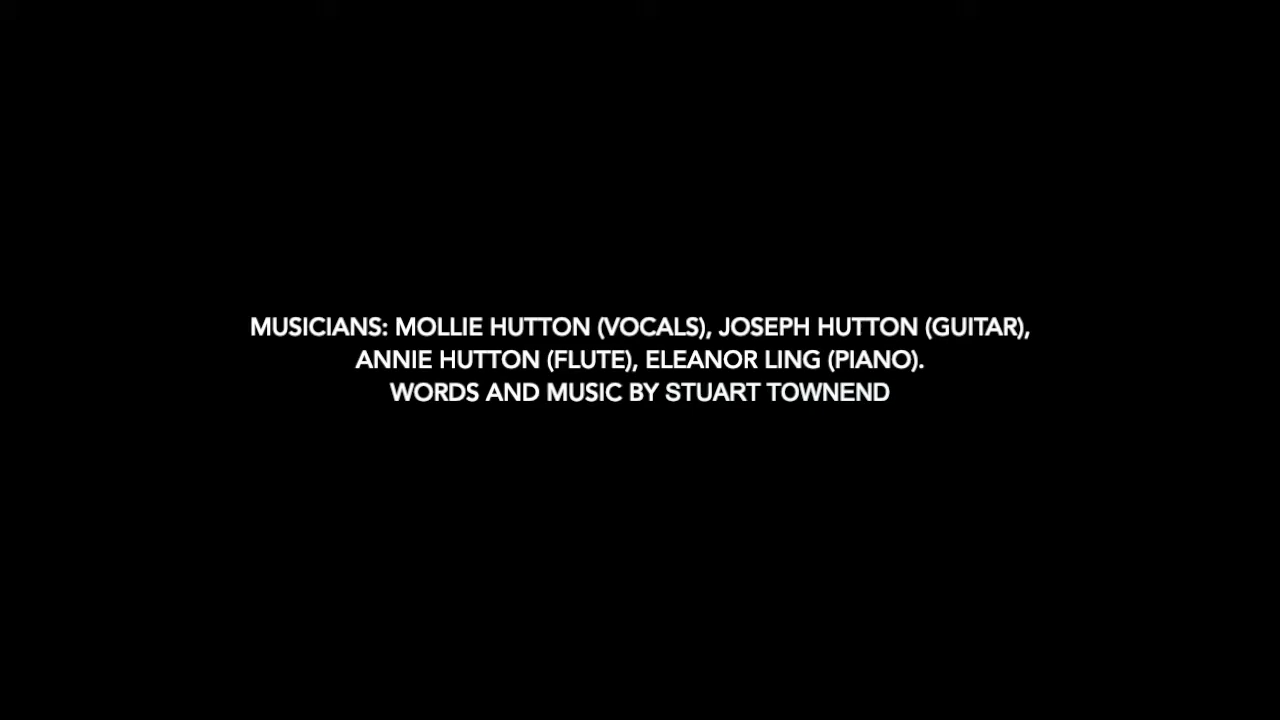 MUSICIANS: MOLLIE HUTTON (VOCALS), JOSEPH HUTTON (GUITAR),
ANNIE HUTTON (FLUTE), ELEANOR LING (PIANO).
WORDS AND MUSIC BY STUART TOWNEND